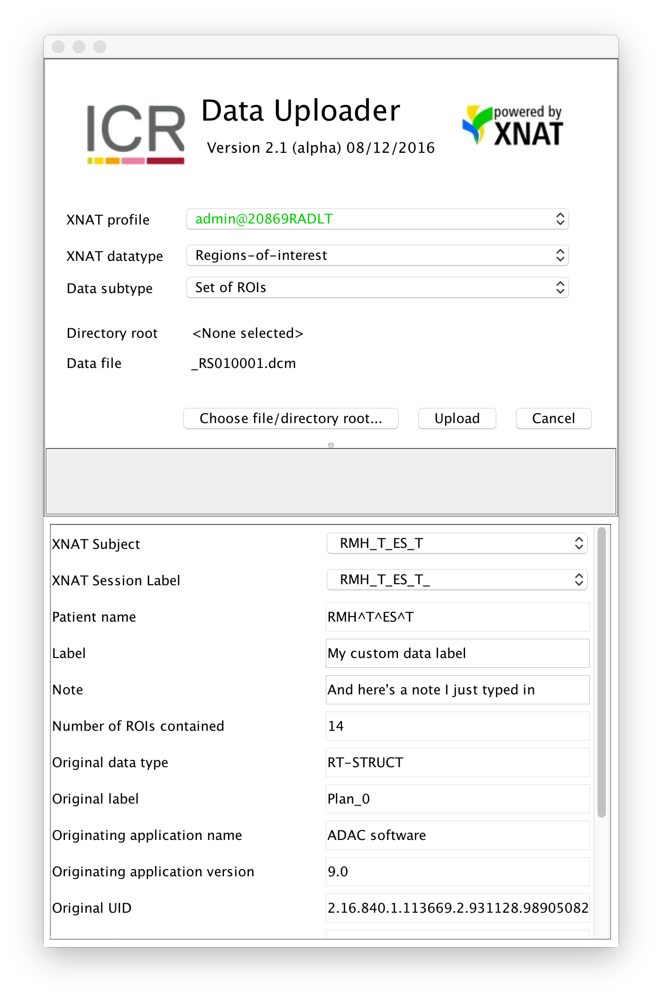 ICR
Data Uploader
Version 2.1 (alpha) 08/12/2016
powered by
XNAT
XNAT profile admin@20869RADLT
XNAT datatype Regions-of-interest
Data subtype Set of ROIs
Directory root <None selected>
Data file _RS010001.dcm
Choose file/directory root... Upload Cancel
XNAT Subject RMH_T_ES_T
XNAT Session Label RMH_T_ES_T_
Patient name RMH^T^ES^T
Label My custom data label
Note And here's a note I just typed in
Number of ROIs contained 14
Original data type RT-STRUCT
Original label Plan_0
Originating application name ADAC software
Originating application version 9.0
Original UID 2.16.840.1.113669.2.931128.98905082